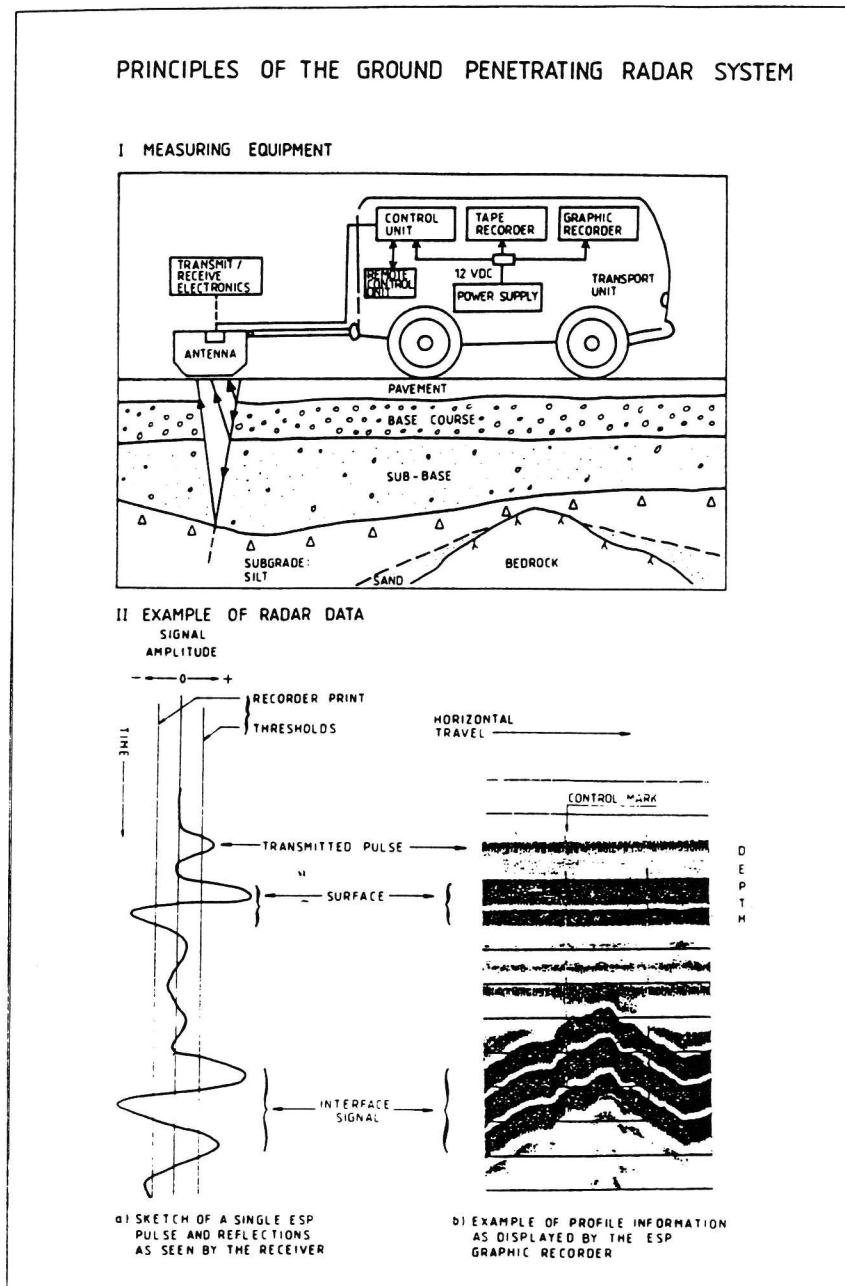 PRINCIPLES OF THE GROUND PENETRATING RADAR SYSTEM
I MEASURING EQUIPMENT
CONTROL
UNIT
TAPE
RECORDER
GRAPHIC
RECORDER
TRANSMIT /
RECEIVE
ELECTRONICS
REMOTE
CONTROL
UNIT
12 VDC
POWER SUPPLY
TRANSPORT
UNIT
ANTENNA
PAVEMENT
BASE COURSE
SUB-BASE
SUBGRADE:
SILT
SAND
BEDROCK
II EXAMPLE OF RADAR DATA
SIGNAL
AMPLITUDE
- 0 +
RECORDER PRINT
THRESHOLDS
TIME
HORIZONTAL
TRAVEL
CONTROL MARK
TRANSMITTED PULSE
DEPTH
SURFACE
INTERFACE
SIGNAL
a) SKETCH OF A SINGLE ESP
PULSE AND REFLECTIONS
AS SEEN BY THE RECEIVER
b) EXAMPLE OF PROFILE INFORMATION
AS DISPLAYED BY THE ESP
GRAPHIC RECORDER